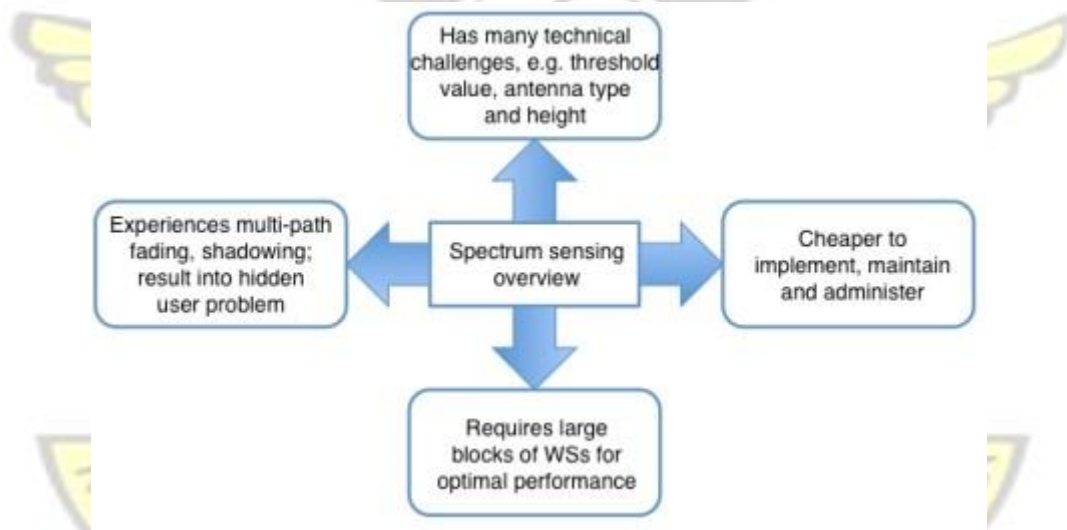 Has many technical
challenges, e.g. threshold
value, antenna type
and height
Experiences multi-path
fading, shadowing;
result into hidden
user problem
Spectrum sensing
overview
Cheaper to
implement, maintain
and administer
Requires large
blocks of WSs for
optimal performance